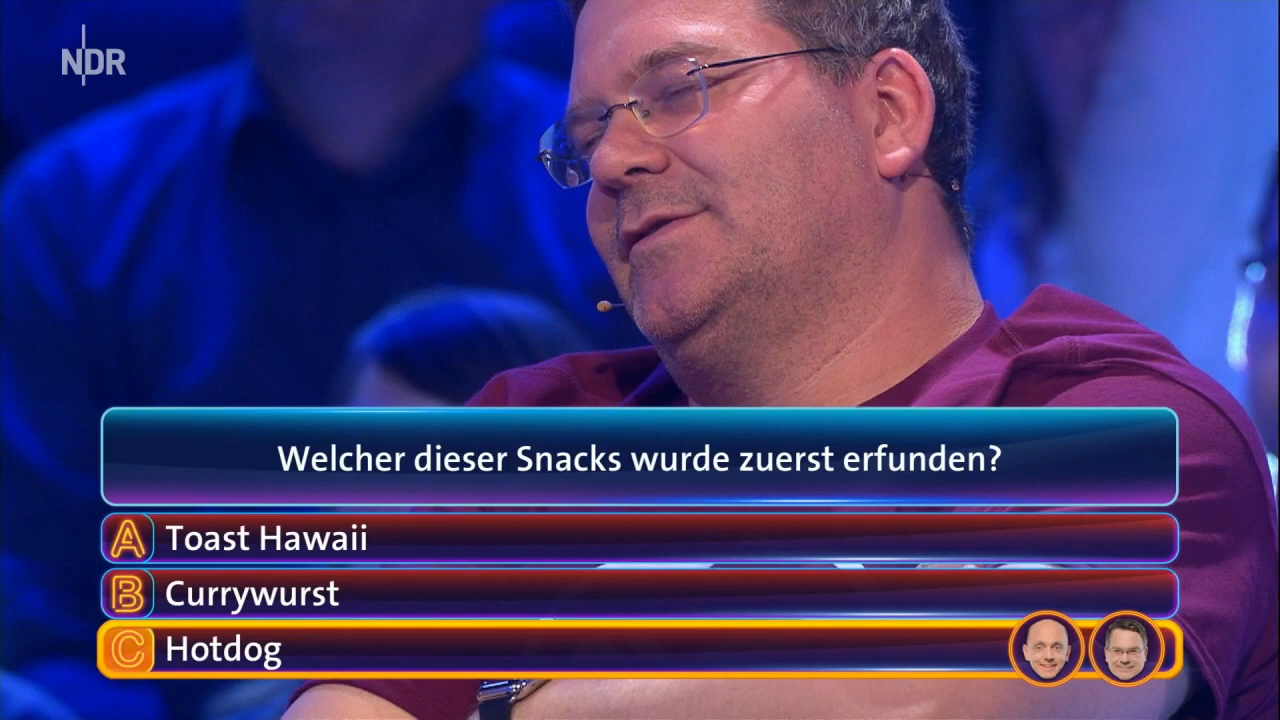 NDR
Welcher dieser Snacks wurde zuerst erfunden?
A Toast Hawaii
B Currywurst
C Hotdog